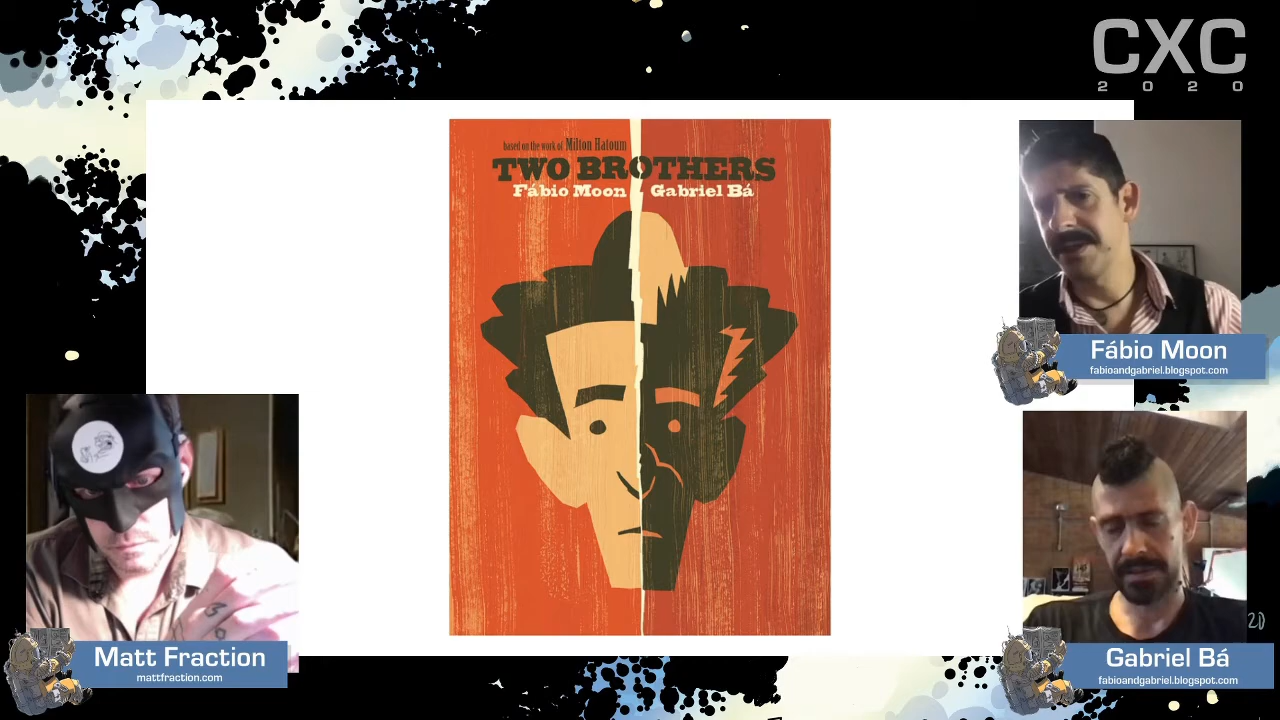 CXC
2020
based on the work of Milton Hatoum
TWO BROTHERS
Fábio Moon Gabriel Bá
Fábio Moon
fabioandgabriel.blogspot.com
Matt Fraction
mattfraction.com
Gabriel Bá
fabioandgabriel.blogspot.com